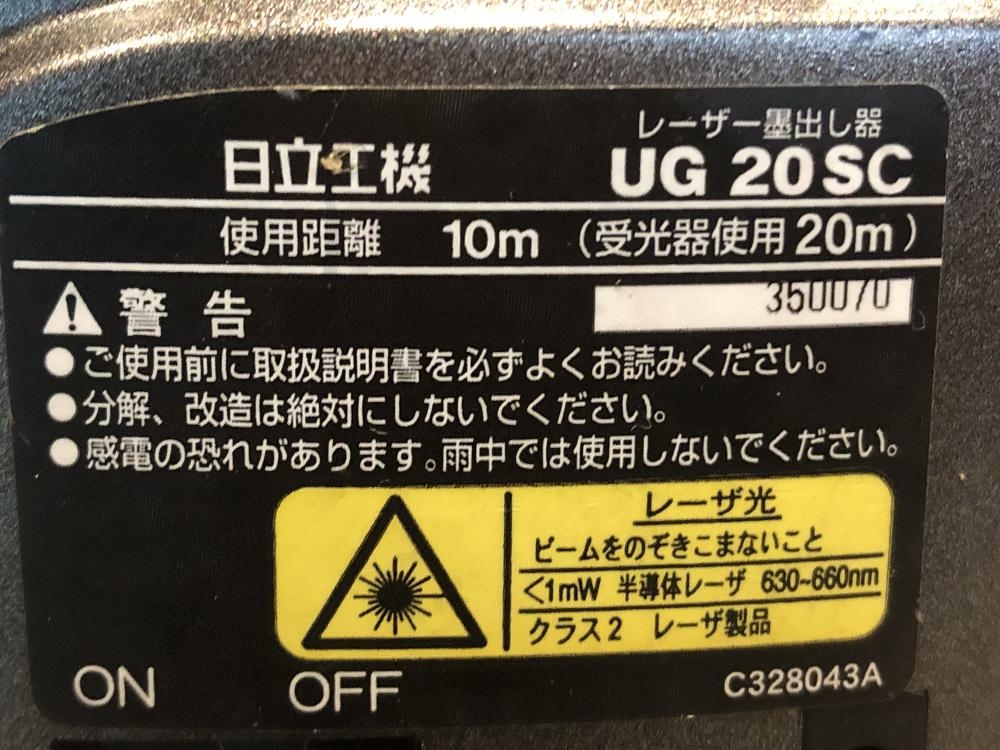 レーザー墨出し器
日立工機 UG 20SC
使用距離 10m (受光器使用20m)
警告
350070
●ご使用前に取扱説明書を必ずよくお読みください。
●分解、改造は絶対にしないでください。
●感電の恐れがあります。雨中では使用しないでください。
レーザ光
ビームをのぞきこまないこと
<1mW 半導体レーザ 630~660nm
クラス2 レーザ製品
ON OFF C328043A